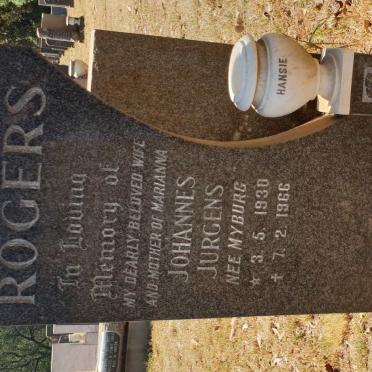 ROGERS
In Loving
Memory of
MY DEARLY BELOVED WIFE
AND MOTHER OF MARIANNA
JOHANNES
JURGENS
NEE MYBURG
* 3. 5. 1930
+ 7. 2. 1966
HANSIE